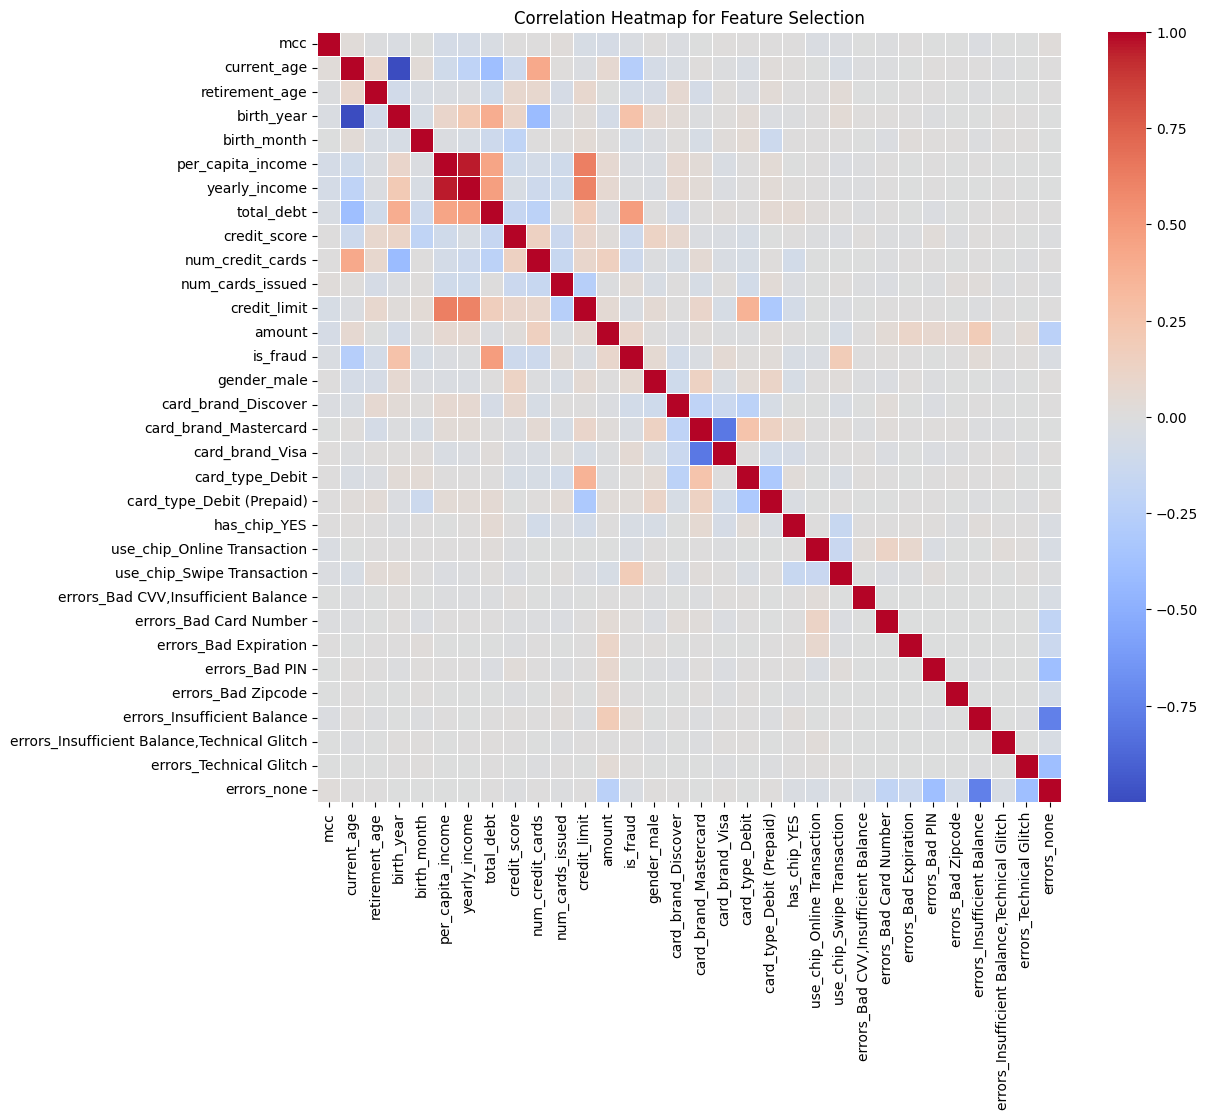 Correlation Heatmap for Feature Selection
mcc
current_age
retirement_age
birth_year
birth_month
per_capita_income
yearly_income
total_debt
credit_score
num_credit_cards
num_cards_issued
credit_limit
amount
is_fraud
gender_male
card_brand_Discover
card_brand_Mastercard
card_brand_Visa
card_type_Debit
card_type_Debit (Prepaid)
has_chip_YES
use_chip_Online Transaction
use_chip_Swipe Transaction
errors_Bad CVV,Insufficient Balance
errors_Bad Card Number
errors_Bad Expiration
errors_Bad PIN
errors_Bad Zipcode
errors_Insufficient Balance
errors_Insufficient Balance,Technical Glitch
errors_Technical Glitch
errors_none
mcc
current_age
retirement_age
birth_year
birth_month
per_capita_income
yearly_income
total_debt
credit_score
num_credit_cards
num_cards_issued
credit_limit
amount
is_fraud
gender_male
card_brand_Discover
card_brand_Mastercard
card_brand_Visa
card_type_Debit
card_type_Debit (Prepaid)
has_chip_YES
use_chip_Online Transaction
use_chip_Swipe Transaction
errors_Bad CVV,Insufficient Balance
errors_Bad Card Number
errors_Bad Expiration
errors_Bad PIN
errors_Bad Zipcode
errors_Insufficient Balance
errors_Insufficient Balance,Technical Glitch
errors_Technical Glitch
errors_none
1.00
0.75
0.50
0.25
0.00
−0.25
−0.50
−0.75